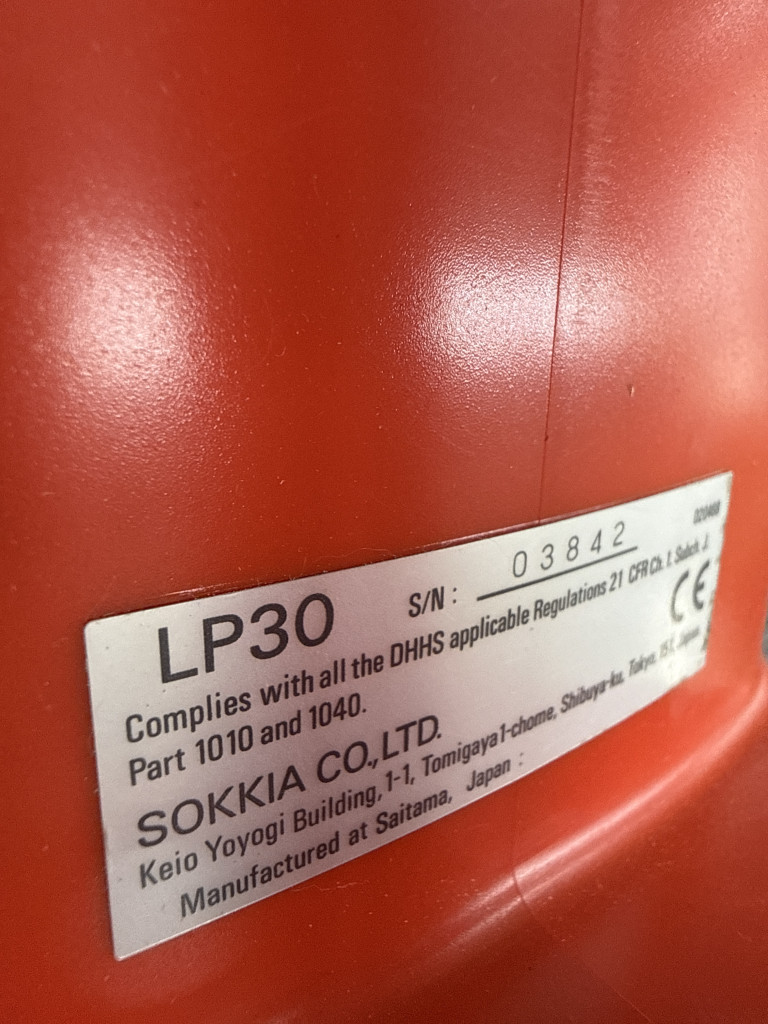 LP30 S/N : 03842
Complies with all the DHHS applicable Regulations 21 CFR Ch. I. Subch. J.
Part 1010 and 1040.
CE
SOKKIA CO.,LTD.
Keio Yoyogi Building, 1-1, Tomigaya 1-chome, Shibuya-ku, Tokyo, 151, Japan
Manufactured at Saitama, Japan :